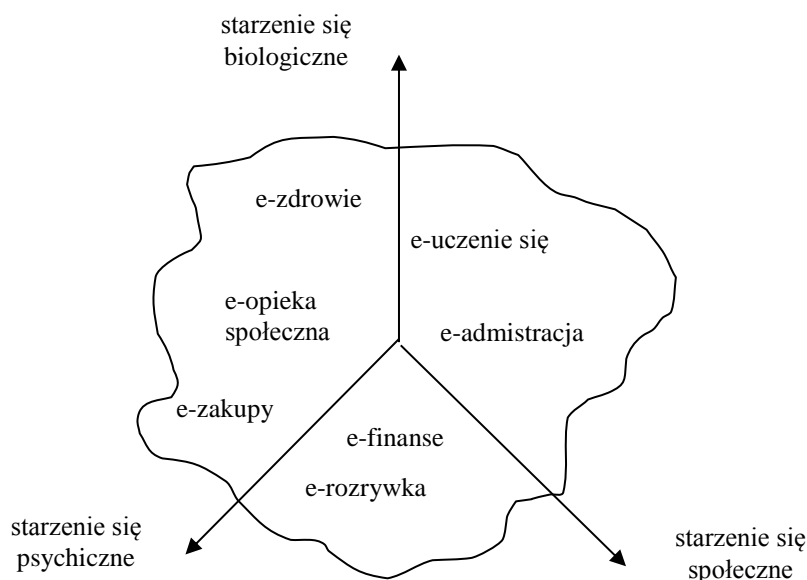 starzenie się
biologiczne
e-zdrowie
e-uczenie się
e-opieka
społeczna
e-admistracja
e-zakupy
e-finanse
e-rozrywka
starzenie się
psychiczne
starzenie się
społeczne